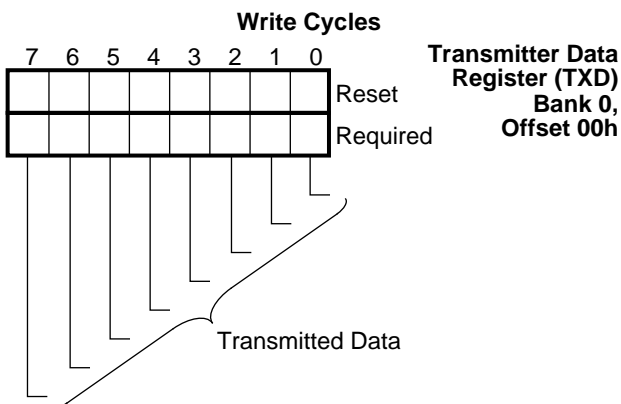 Write Cycles
7 6 5 4 3 2 1 0
Transmitter Data
Register (TXD)
Bank 0,
Offset 00h
Reset
Required
Transmitted Data